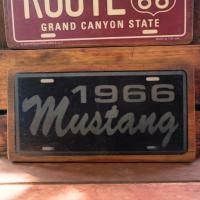 ROUTE 66
GRAND CANYON STATE
1966
Mustang